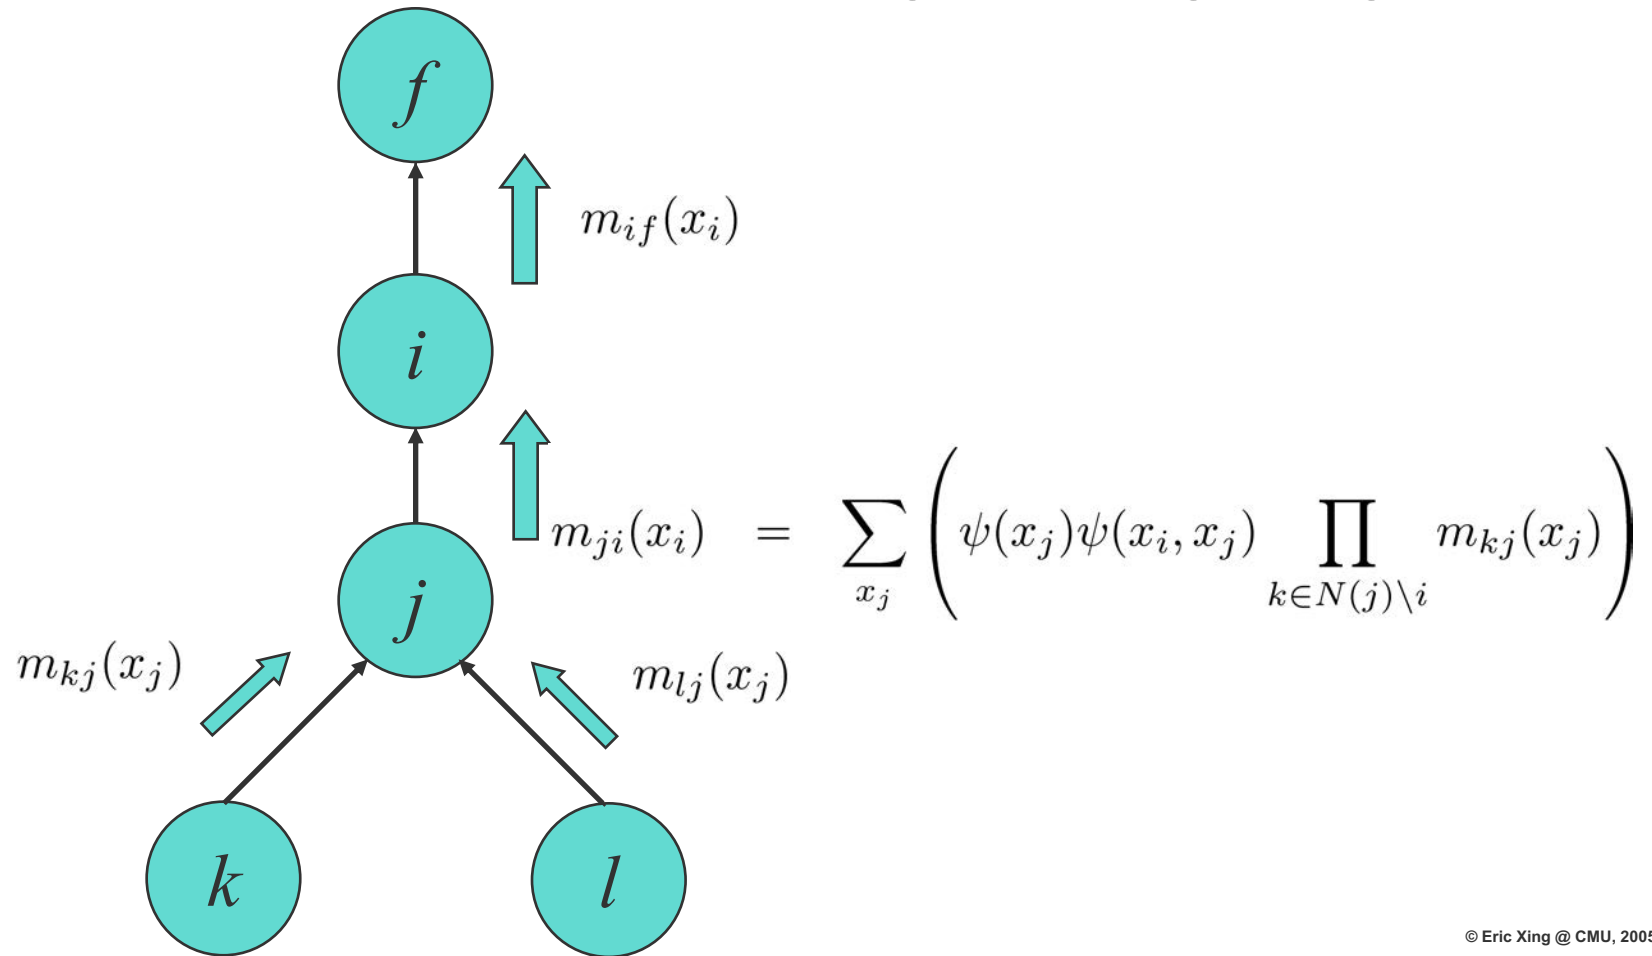 f
m_{if}(x_i)
i
m_{ji}(x_i) = \sum_{x_j} \left( \psi(x_j)\psi(x_i, x_j) \prod_{k \in N(j) \setminus i} m_{kj}(x_j) \right)
j
m_{kj}(x_j)
m_{lj}(x_j)
k
l
© Eric Xing @ CMU, 2005